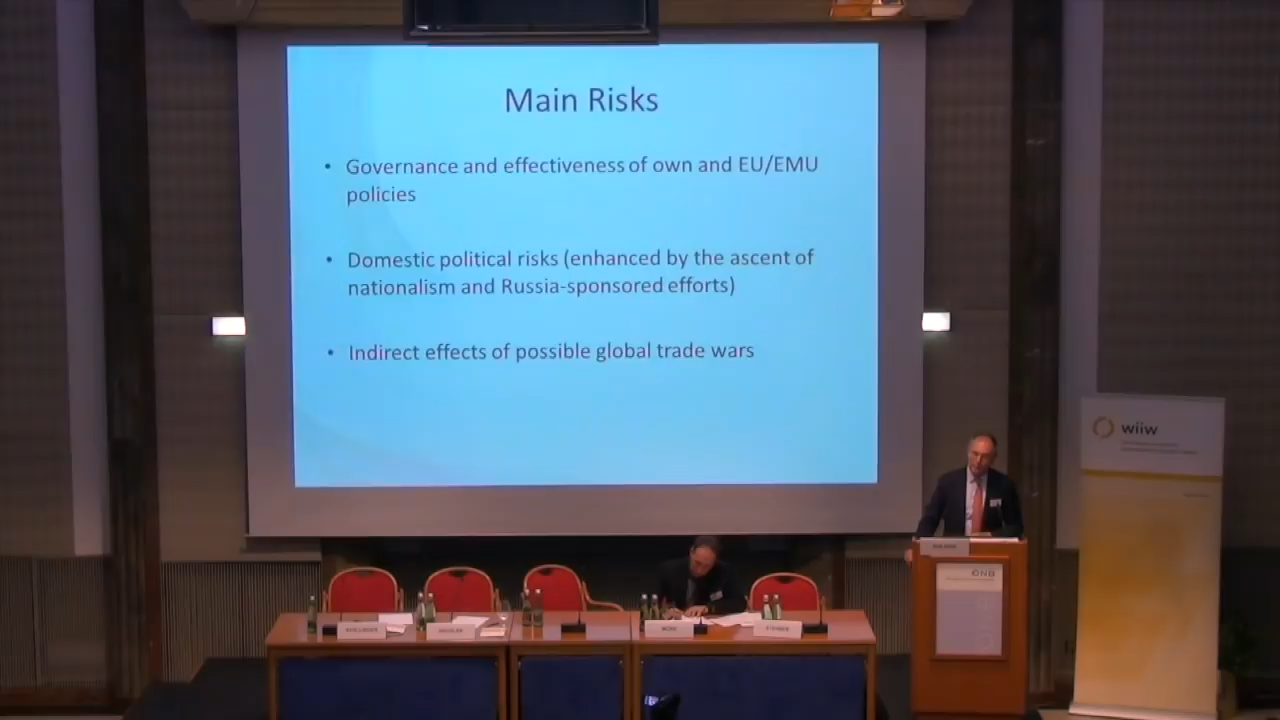 Main Risks
• Governance and effectiveness of own and EU/EMU
policies
• Domestic political risks (enhanced by the ascent of
nationalism and Russia-sponsored efforts)
• Indirect effects of possible global trade wars
wiiw